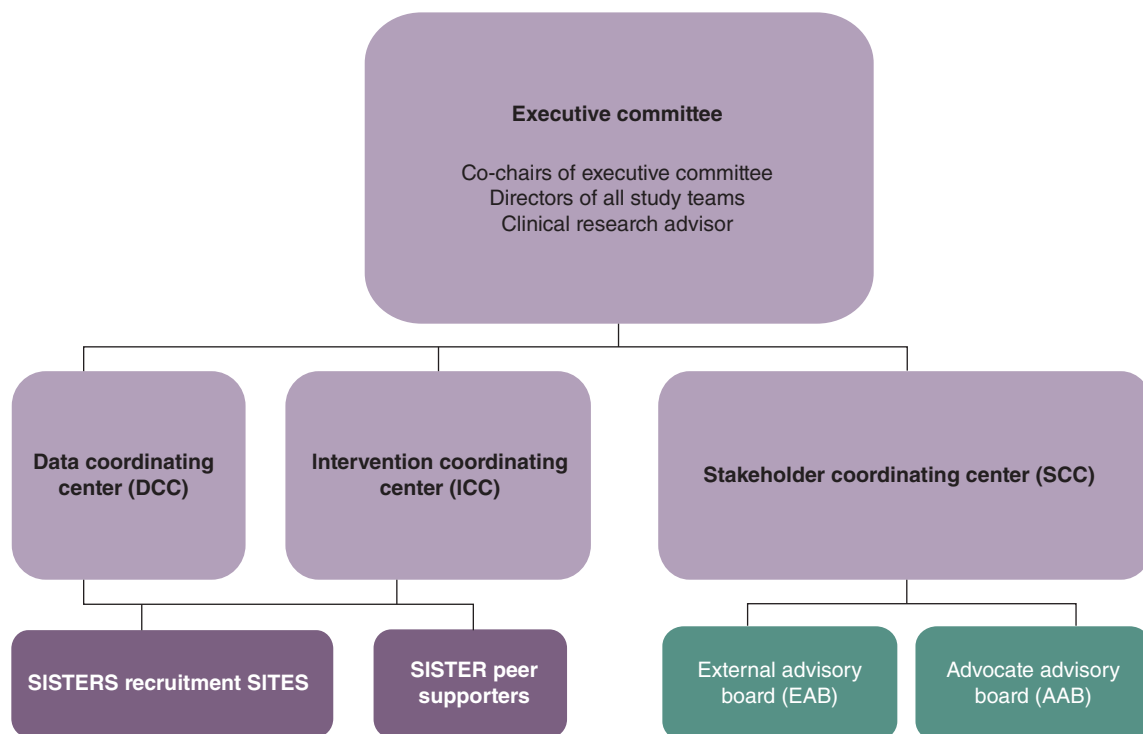 Executive committee
Co-chairs of executive committee
Directors of all study teams
Clinical research advisor
Data coordinating
center (DCC)
Intervention coordinating
center (ICC)
Stakeholder coordinating center (SCC)
SISTERS recruitment SITES
SISTER peer
supporters
External advisory
board (EAB)
Advocate advisory
board (AAB)